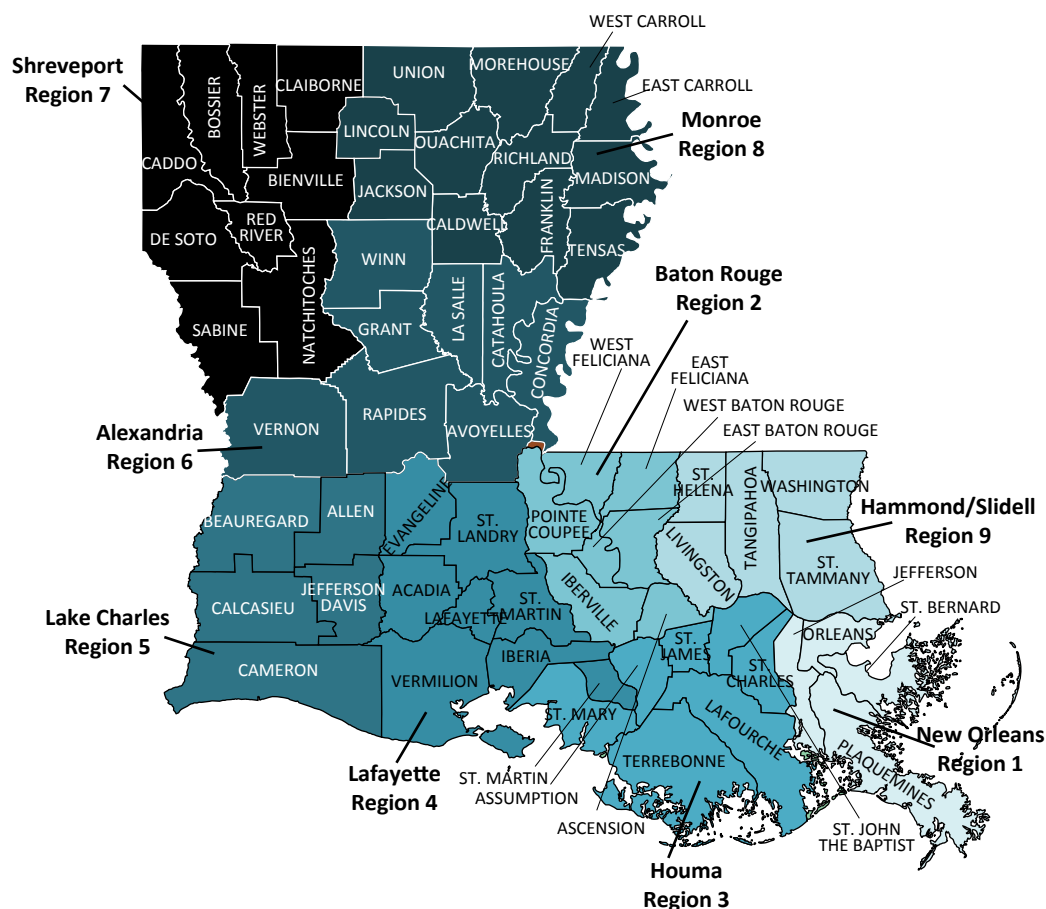 WEST CARROLL
Shreveport
Region 7
CLAIBORNE
UNION
MOREHOUSE
EAST CARROLL
BOSSIER
WEBSTER
LINCOLN
OUACHITA
Monroe
Region 8
CADDO
BIENVILLE
JACKSON
RICHLAND
MADISON
RED
RIVER
DE SOTO
CALDWELL
FRANKLIN
TENSAS
WINN
Baton Rouge
Region 2
SABINE
NATCHITOCHES
GRANT
LA SALLE
CATAHOULA
CONCORDIA
WEST
FELICIANA
EAST
FELICIANA
WEST BATON ROUGE
EAST BATON ROUGE
Alexandria
Region 6
VERNON
RAPIDES
AVOYELLES
ST.
HELENA
TANGIPAHOA
WASHINGTON
BEAUREGARD
ALLEN
EVANGELINE
ST.
LANDRY
POINTE
COUPEE
LIVINGSTON
Hammond/Slidell
Region 9
ST.
TAMMANY
JEFFERSON
CALCASIEU
JEFFERSON
DAVIS
ACADIA
LAFAYETTE
ST.
MARTIN
IBERVILLE
ST. BERNARD
ORLEANS
Lake Charles
Region 5
CAMERON
VERMILION
IBERIA
ST.
JAMES
ST.
CHARLES
ST. MARY
LAFOURCHE
New Orleans
Region 1
Lafayette
Region 4
ST. MARTIN
ASSUMPTION
TERREBONNE
PLAQUEMINES
ASCENSION
ST. JOHN
THE BAPTIST
Houma
Region 3